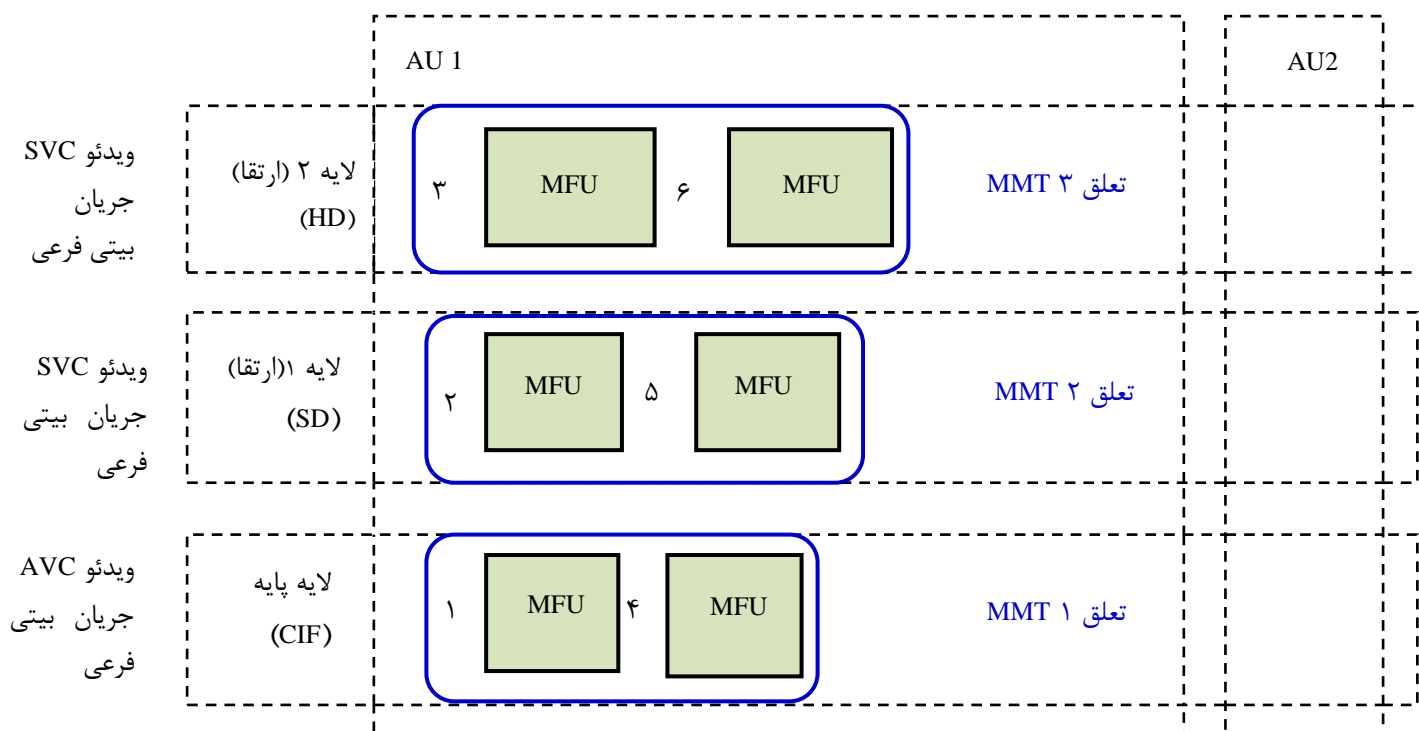 AU 1
AU2
ویدئو SVC
جریان
بیتی فرعی
لایه ۲ (ارتقا)
(HD)
۳
MFU
۶
MFU
تعلق ۳ MMT
ویدئو SVC
جریان بیتی
فرعی
لایه ۱(ارتقا)
(SD)
۲
MFU
۵
MFU
تعلق ۲ MMT
ویدئو AVC
جریان بیتی
فرعی
لایه پایه
(CIF)
۱
MFU
۴
MFU
تعلق ۱ MMT